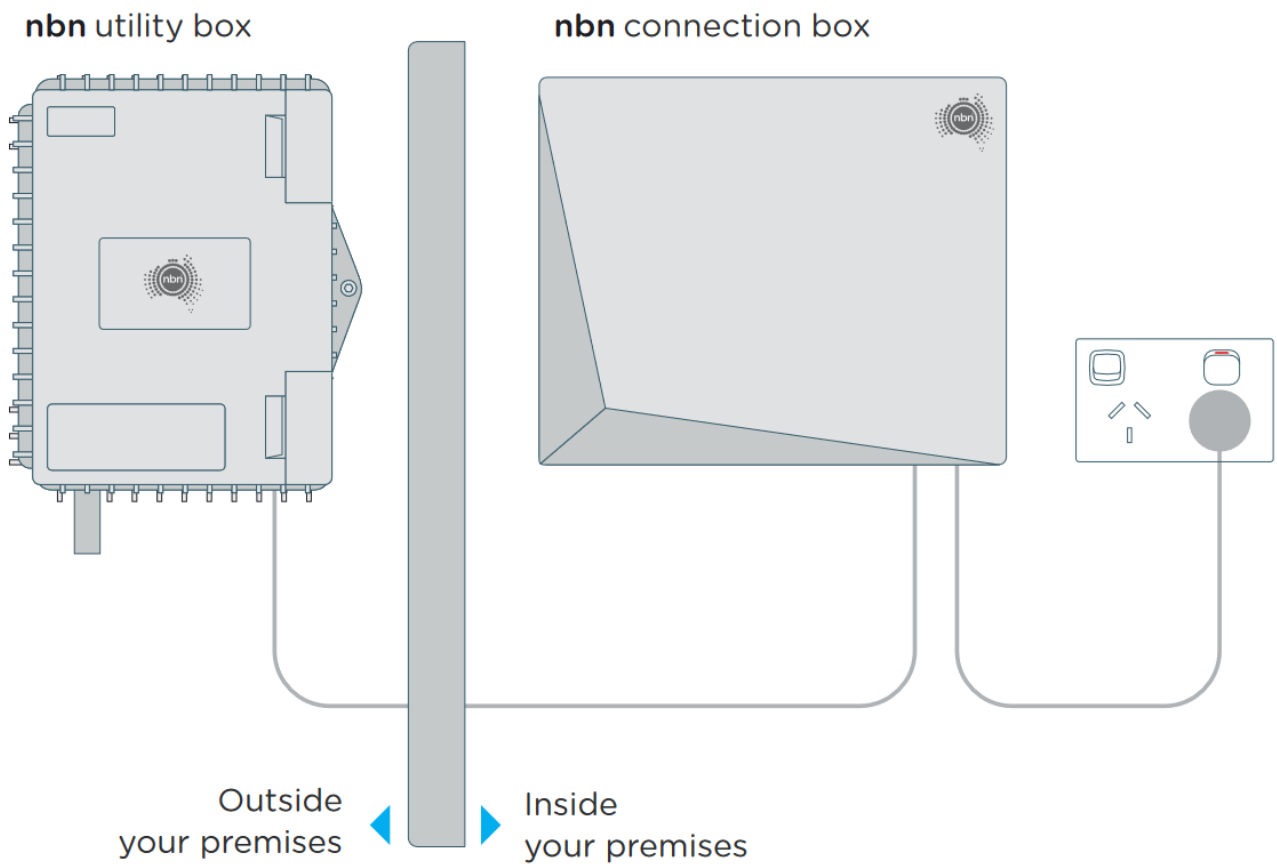 nbn utility box
nbn connection box
nbn
nbn
Outside
your premises
Inside
your premises